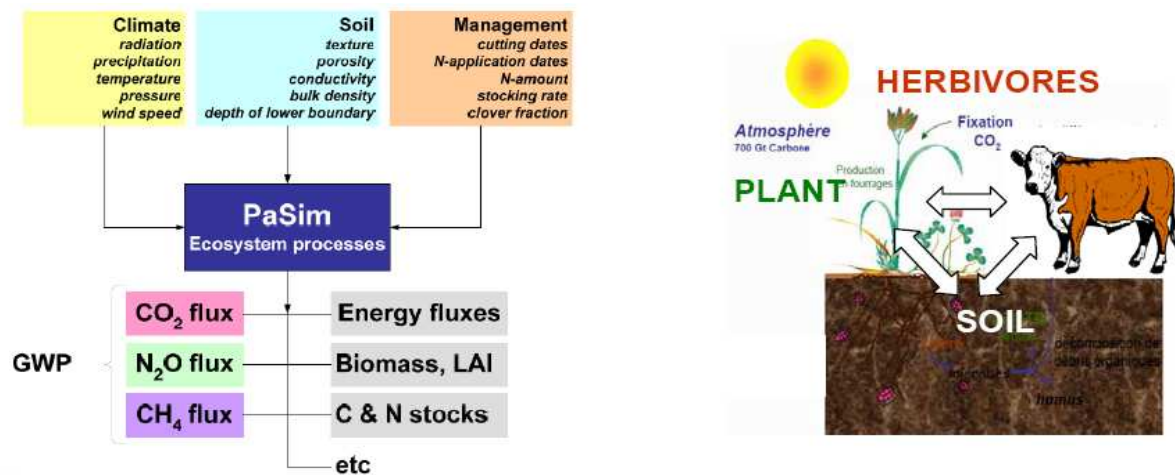 Climate
radiation
precipitation
temperature
pressure
wind speed
Soil
texture
porosity
conductivity
bulk density
depth of lower boundary
Management
cutting dates
N-application dates
N-amount
stocking rate
clover fraction
PaSim
Ecosystem processes
GWP
CO₂ flux
N₂O flux
CH₄ flux
Energy fluxes
Biomass, LAI
C & N stocks
etc
HERBIVORES
Atmosphère
700 Gt Carbone
Fixation
CO₂
Production
fourrages
PLANT
SOIL
décomposition de
débris organiques
humus